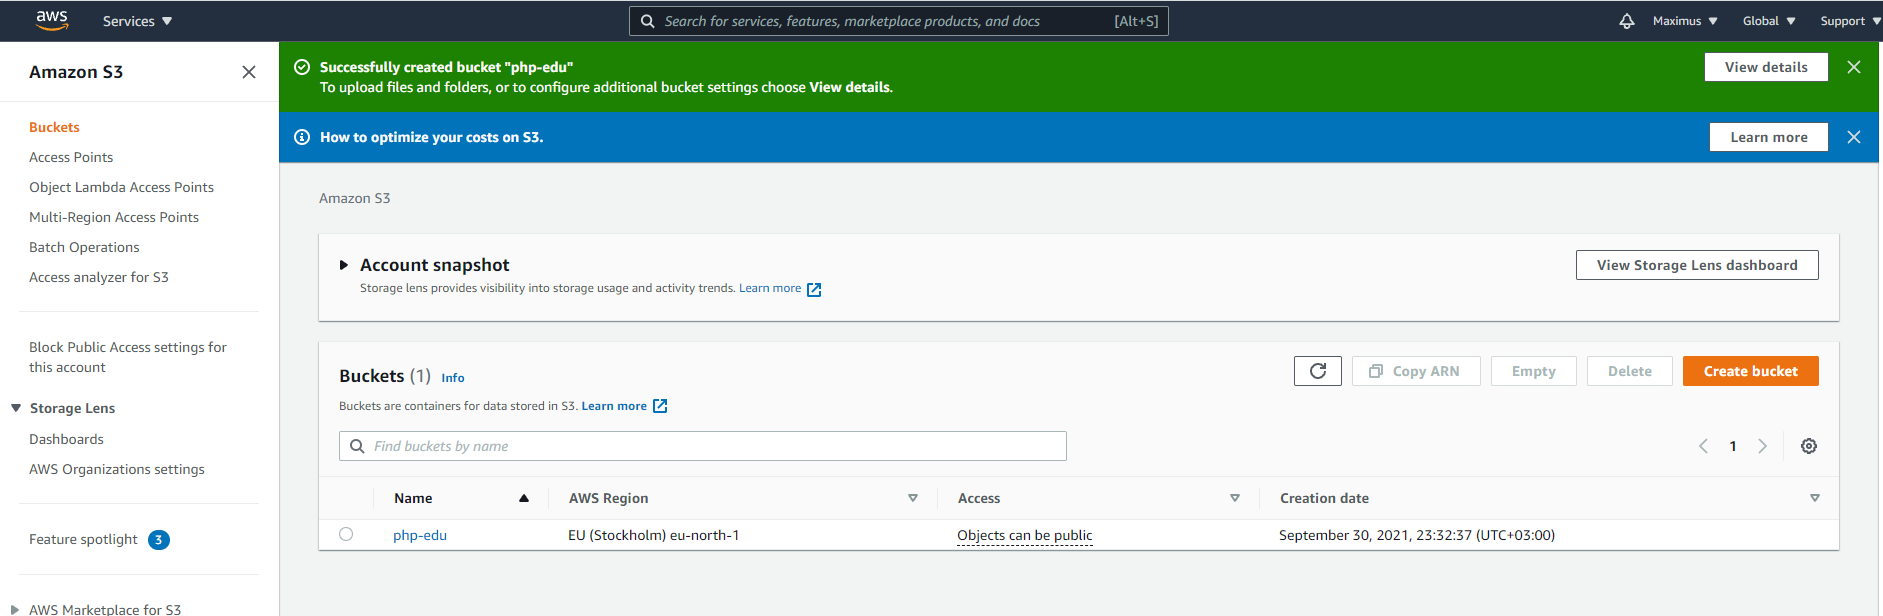 aws
Services
Search for services, features, marketplace products, and docs [Alt+S]
Maximus
Global
Support
Amazon S3
Buckets
Access Points
Object Lambda Access Points
Multi-Region Access Points
Batch Operations
Access analyzer for S3
Block Public Access settings for
this account
Storage Lens
Dashboards
AWS Organizations settings
Feature spotlight 3
AWS Marketplace for S3
Successfully created bucket "php-edu"
To upload files and folders, or to configure additional bucket settings choose View details.
View details
How to optimize your costs on S3.
Learn more
Amazon S3
Account snapshot
Storage lens provides visibility into storage usage and activity trends. Learn more
View Storage Lens dashboard
Buckets (1) Info
Buckets are containers for data stored in S3. Learn more
Copy ARN
Empty
Delete
Create bucket
Find buckets by name
1
Name AWS Region Access Creation date
php-edu EU (Stockholm) eu-north-1 Objects can be public September 30, 2021, 23:32:37 (UTC+03:00)